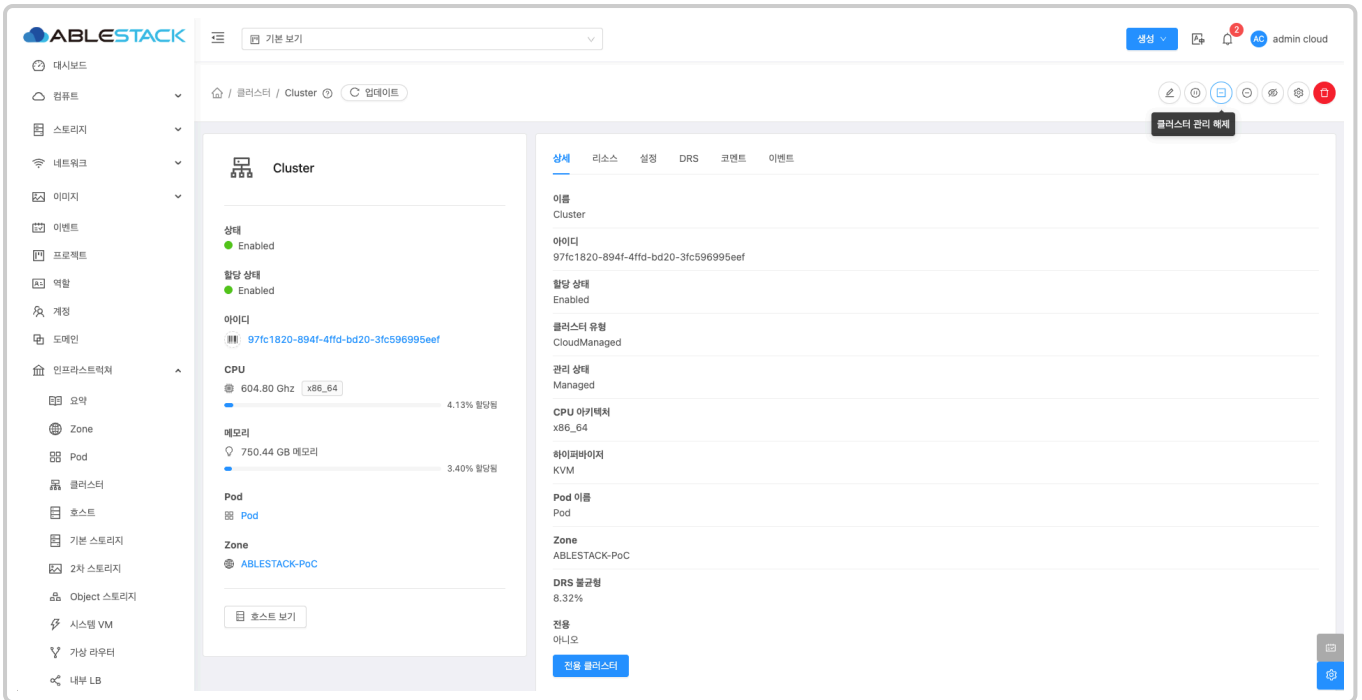 ABLESTACK
기본 보기
생성
2
AC
admin cloud
대시보드
컴퓨트
스토리지
네트워크
이미지
이벤트
프로젝트
역할
계정
도메인
인프라스트럭쳐
요약
Zone
Pod
클러스터
호스트
기본 스토리지
2차 스토리지
Object 스토리지
시스템 VM
가상 라우터
내부 LB
/ 클러스터 / Cluster
업데이트
클러스터 관리 해제
Cluster
상태
Enabled
할당 상태
Enabled
아이디
97fc1820-894f-4ffd-bd20-3fc596995eef
CPU
604.80 Ghz x86_64
4.13% 할당됨
메모리
750.44 GB 메모리
3.40% 할당됨
Pod
Pod
Zone
ABLESTACK-PoC
호스트 보기
상세 리소스 설정 DRS 코멘트 이벤트
이름
Cluster
아이디
97fc1820-894f-4ffd-bd20-3fc596995eef
할당 상태
Enabled
클러스터 유형
CloudManaged
관리 상태
Managed
CPU 아키텍처
x86_64
하이퍼바이저
KVM
Pod 이름
Pod
Zone
ABLESTACK-PoC
DRS 불균형
8.32%
전용
아니오
전용 클러스터